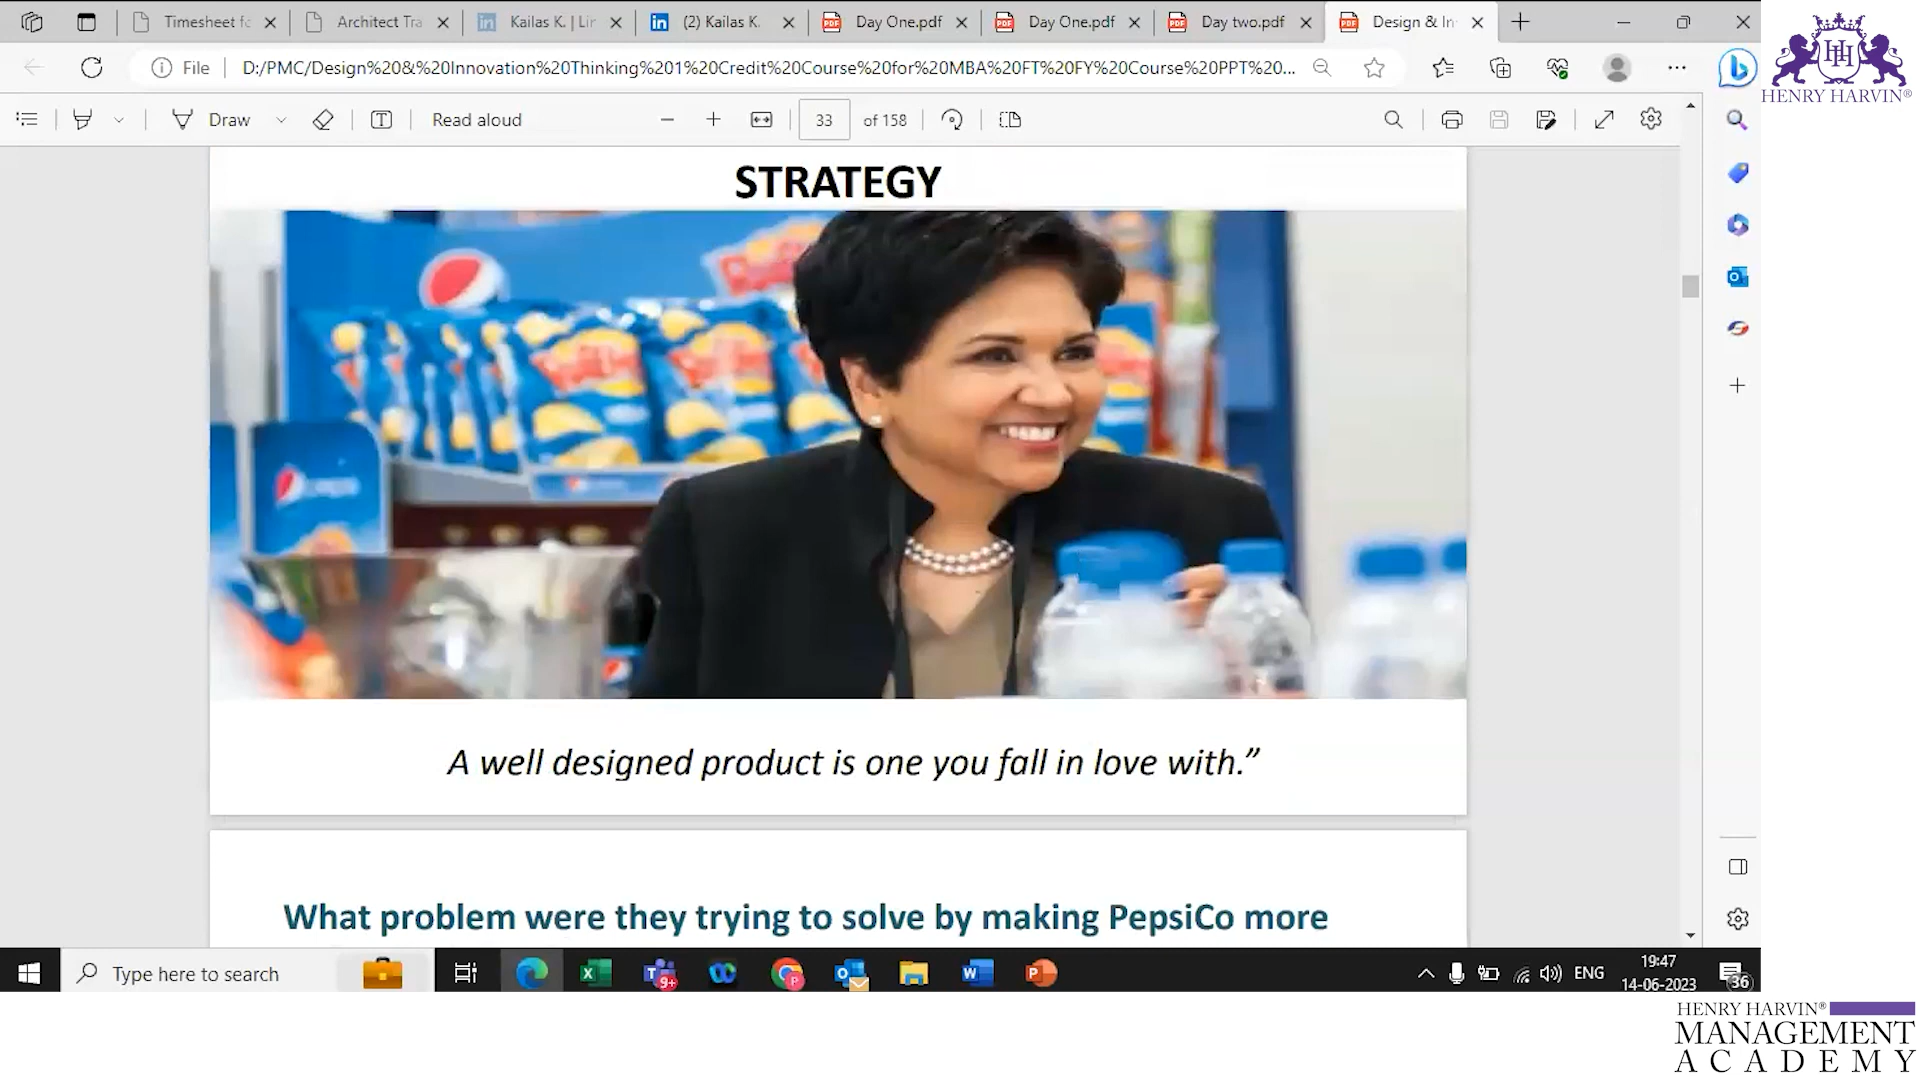 Timesheet fo
Architect Tra
Kailas K. | Lin
(2) Kailas K.
Day One.pdf
Day One.pdf
Day two.pdf
Design & In
File
D:/PMC/Design%20&%20Innovation%20Thinking%201%20Credit%20Course%20for%20MBA%20FT%20FY%20Course%20PPT%20...
Draw
Read aloud
33
of 158
HENRY HARVIN®
STRATEGY
A well designed product is one you fall in love with.”
What problem were they trying to solve by making PepsiCo more
Type here to search
9+
ENG
19:47
14-06-2023
36
HENRY HARVIN®
MANAGEMENT
ACADEMY